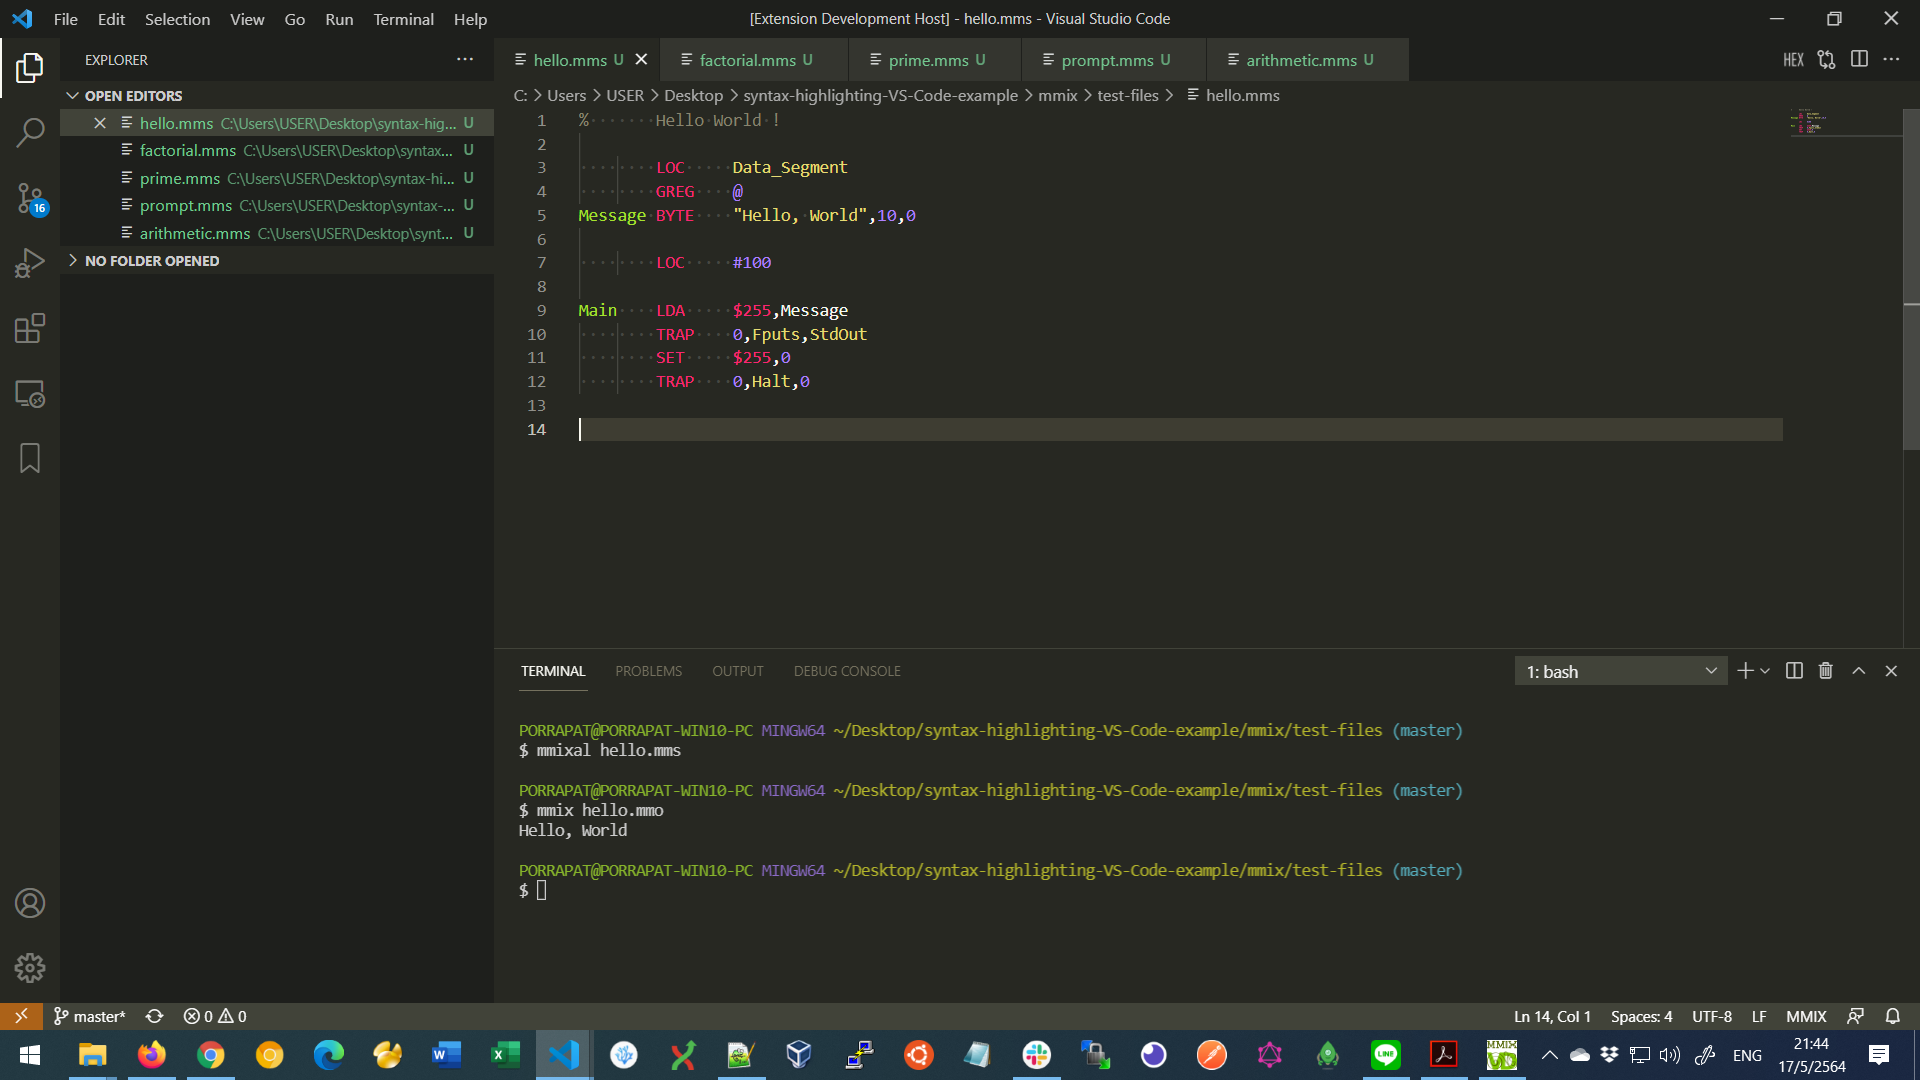 File Edit Selection View Go Run Terminal Help
[Extension Development Host] - hello.mms - Visual Studio Code
EXPLORER
OPEN EDITORS
hello.mms C:\Users\USER\Desktop\syntax-hig... U
factorial.mms C:\Users\USER\Desktop\syntax... U
prime.mms C:\Users\USER\Desktop\syntax-hi... U
prompt.mms C:\Users\USER\Desktop\syntax-... U
arithmetic.mms C:\Users\USER\Desktop\synt... U
NO FOLDER OPENED
16
hello.mms U factorial.mms U prime.mms U prompt.mms U arithmetic.mms U
HEX
C: > Users > USER > Desktop > syntax-highlighting-VS-Code-example > mmix > test-files > hello.mms
1 % Hello World !
2
3 LOC Data_Segment
4 GREG @
5 Message BYTE "Hello, World",10,0
6
7 LOC #100
8
9 Main LDA $255,Message
10 TRAP 0,Fputs,StdOut
11 SET $255,0
12 TRAP 0,Halt,0
13
14
TERMINAL PROBLEMS OUTPUT DEBUG CONSOLE
1: bash
PORRAPAT@PORRAPAT-WIN10-PC MINGW64 ~/Desktop/syntax-highlighting-VS-Code-example/mmix/test-files (master)
$ mmixal hello.mms
PORRAPAT@PORRAPAT-WIN10-PC MINGW64 ~/Desktop/syntax-highlighting-VS-Code-example/mmix/test-files (master)
$ mmix hello.mmo
Hello, World
PORRAPAT@PORRAPAT-WIN10-PC MINGW64 ~/Desktop/syntax-highlighting-VS-Code-example/mmix/test-files (master)
$
master* 0 0
Ln 14, Col 1 Spaces: 4 UTF-8 LF MMIX
LINE
MMIX
ENG
21:44
17/5/2564